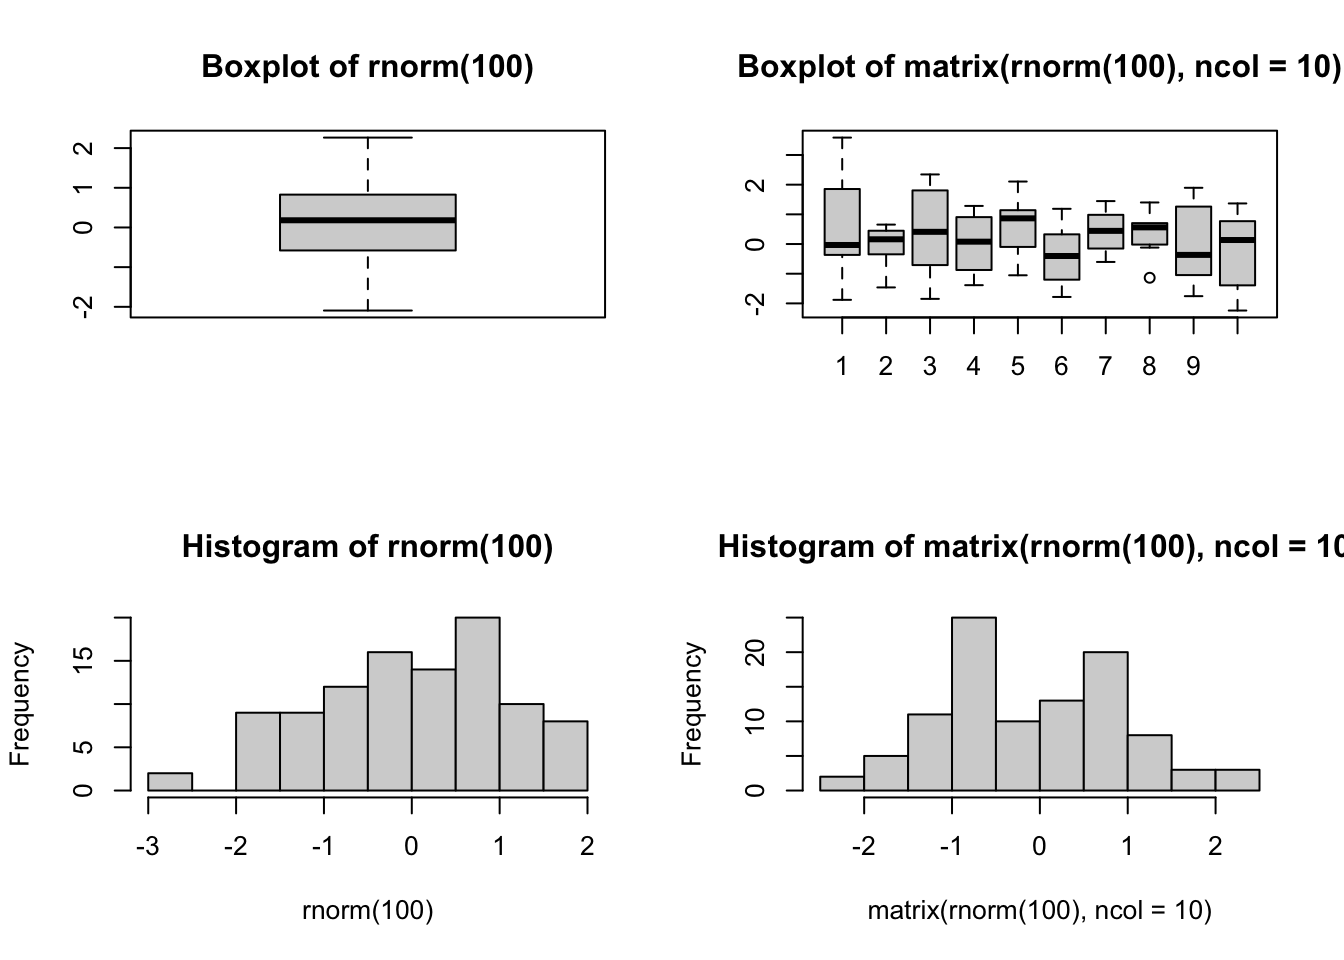 Boxplot of rnorm(100)
2
1
0
-2
Boxplot of matrix(rnorm(100), ncol = 10)
2
0
-2
1 2 3 4 5 6 7 8 9
Histogram of rnorm(100)
Frequency
15
5
0
-3 -2 -1 0 1 2
rnorm(100)
Histogram of matrix(rnorm(100), ncol = 10
Frequency
20
10
0
-2 -1 0 1 2
matrix(rnorm(100), ncol = 10)